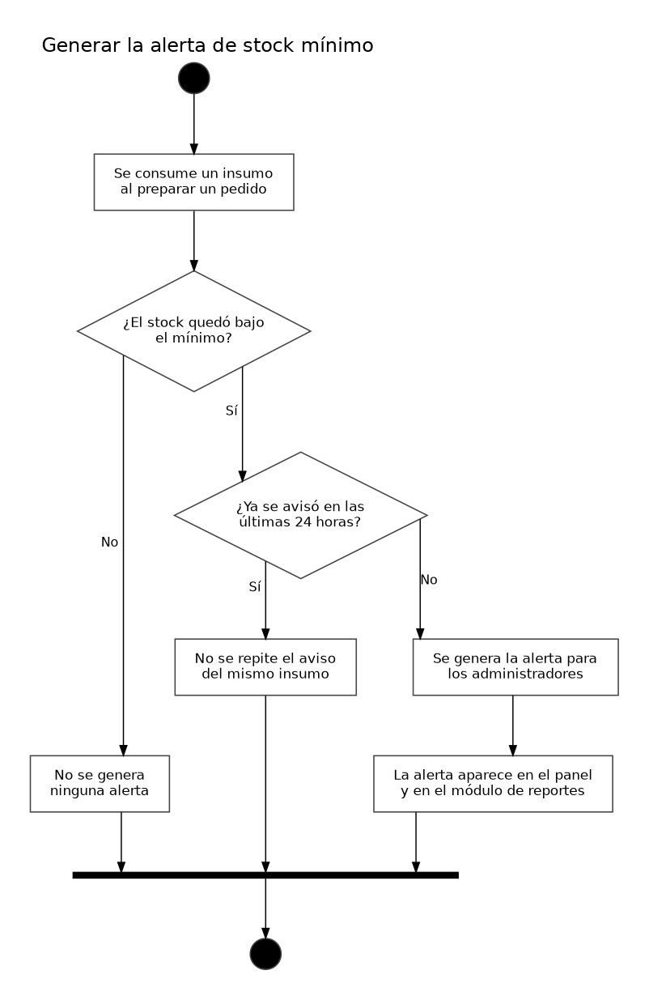 Generar la alerta de stock mínimo
Se consume un insumo
al preparar un pedido
¿El stock quedó bajo
el mínimo?
Sí
¿Ya se avisó en las
últimas 24 horas?
No
Sí
No
No se repite el aviso
del mismo insumo
Se genera la alerta para
los administradores
No se genera
ninguna alerta
La alerta aparece en el panel
y en el módulo de reportes